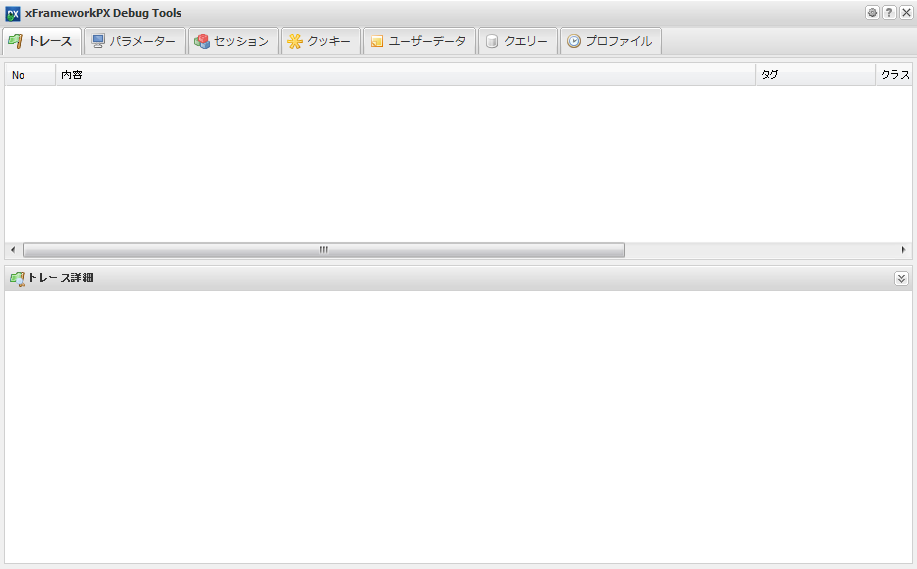 xFrameworkPX Debug Tools
トレース パラメーター セッション クッキー ユーザーデータ クエリー プロファイル
No 内容 タグ クラス
トレース詳細